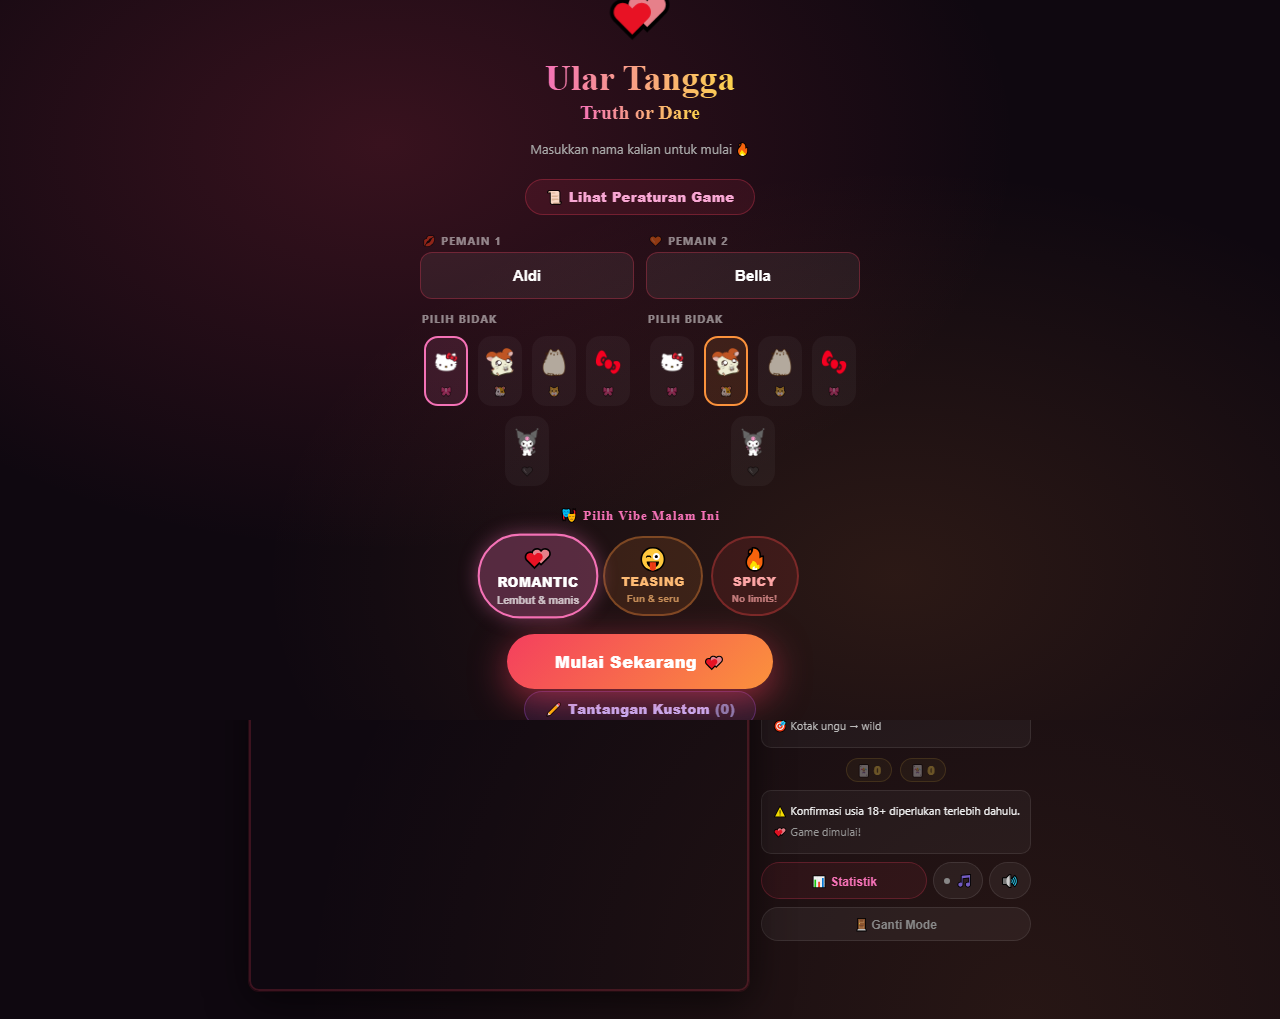 Ular Tangga
Truth or Dare
Masukkan nama kalian untuk mulai 🔥
📜 Lihat Peraturan Game
💋 PEMAIN 1
🧡 PEMAIN 2
Aldi
Bella
PILIH BIDAK
PILIH BIDAK
🎭 Pilih Vibe Malam Ini
ROMANTIC
Lembut & manis
TEASING
Fun & seru
SPICY
No limits!
Mulai Sekarang 💕
✏️ Tantangan Kustom (0)
🎯 Kotak ungu → wild
🃏 0
🃏 0
⚠️ Konfirmasi usia 18+ diperlukan terlebih dahulu.
💕 Game dimulai!
📊 Statistik
🚪 Ganti Mode